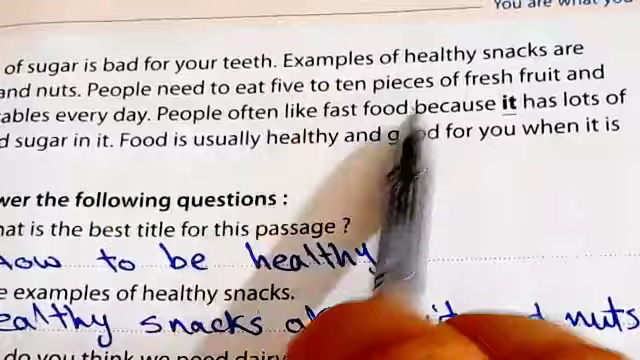 You are what you
of sugar is bad for your teeth. Examples of healthy snacks are
and nuts. People need to eat five to ten pieces of fresh fruit and
ables every day. People often like fast food because it has lots of
d sugar in it. Food is usually healthy and g od for you when it is
wer the following questions :
hat is the best title for this passage ?
How to be healthy
e examples of healthy snacks.
ealthy snacks a it d nuts
do you think we need dairy